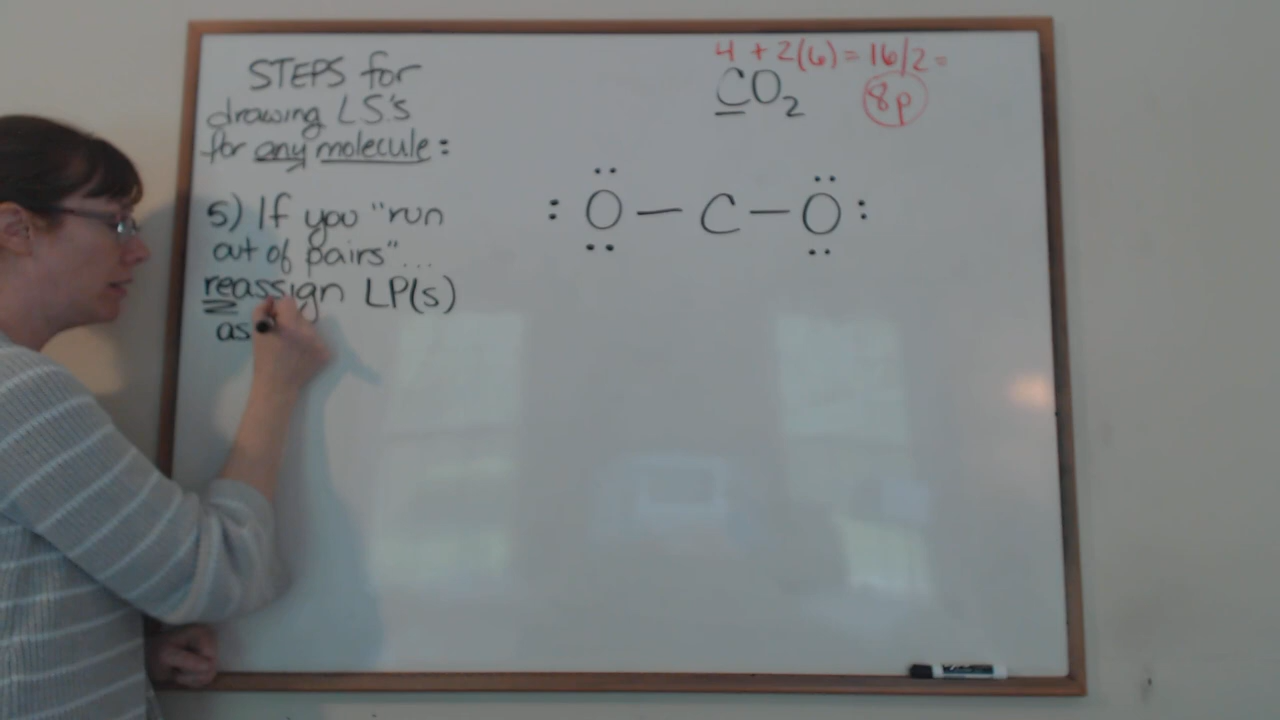 STEPS for
drawing LS's
for any molecule:
5) If you "run
out of pairs"...
reassign LP(s)
as
4 + 2(6) = 16/2 =
8p
CO2
: O — C — O :